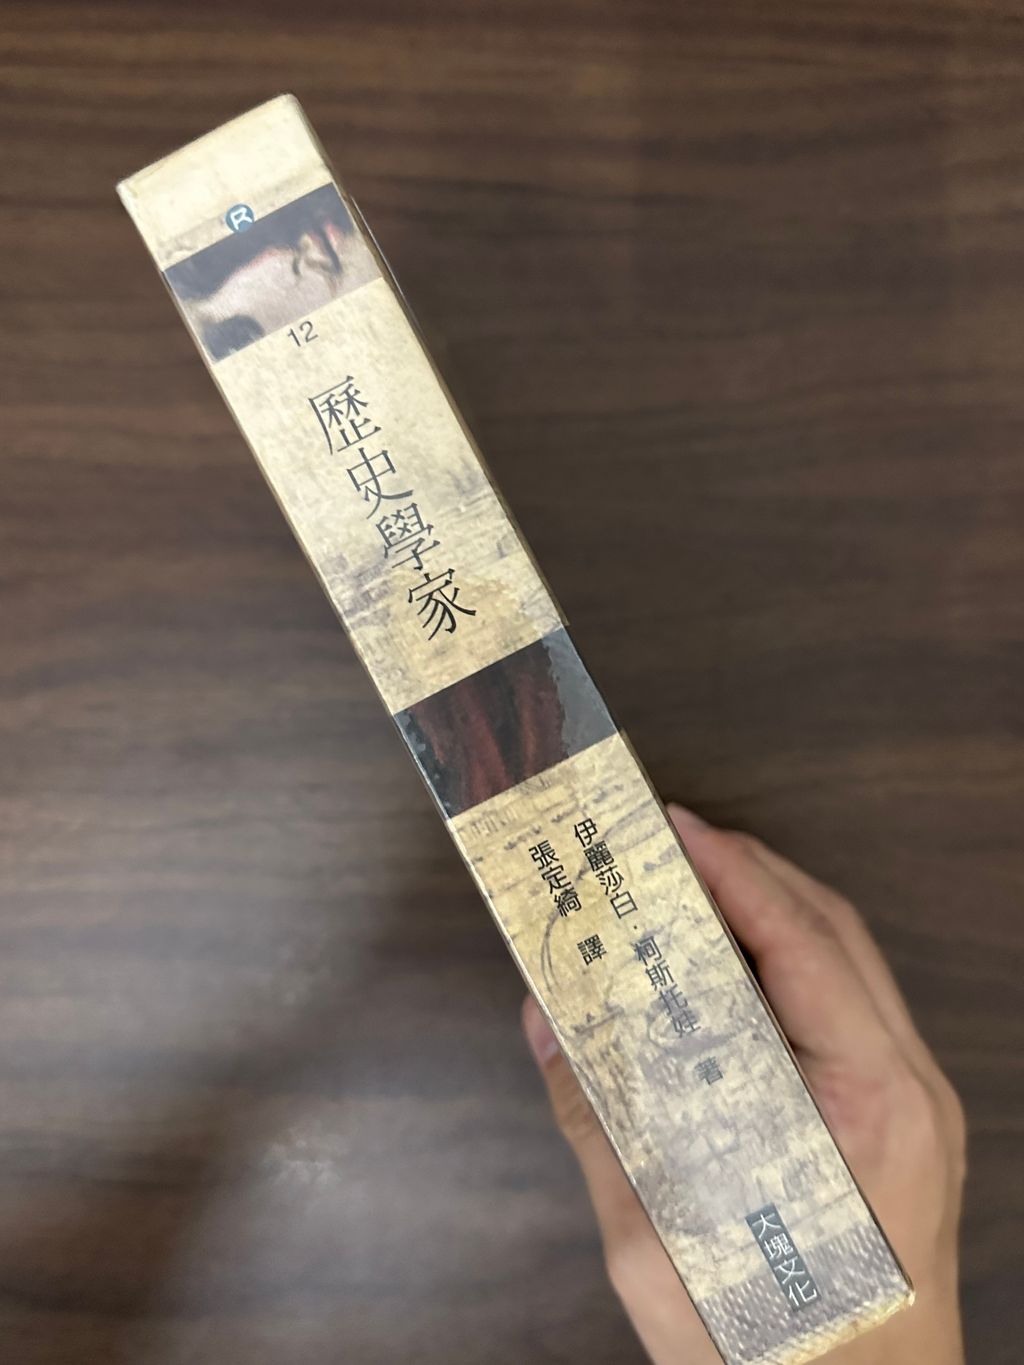 R
12
歷史學家
伊麗莎白·柯斯托娃 著
張定綺 譯
大塊文化